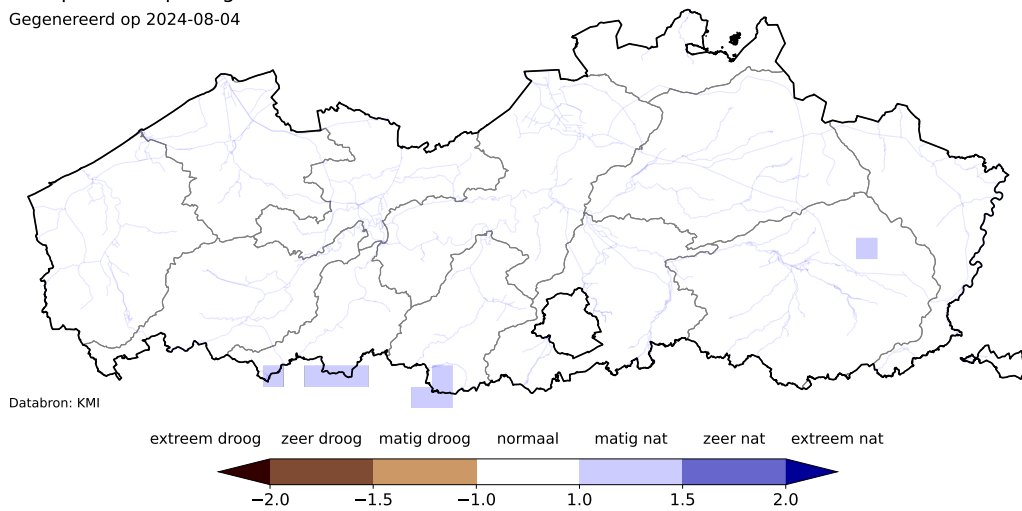 Gegenereerd op 2024-08-04
Databron: KMI
extreem droog zeer droog matig droog normaal matig nat zeer nat extreem nat
−2.0 −1.5 −1.0 1.0 1.5 2.0